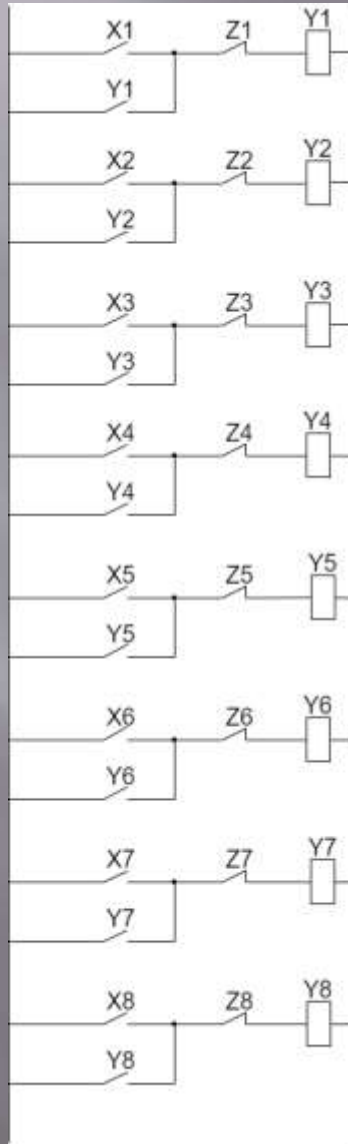 X1 Z1 Y1
Y1
X2 Z2 Y2
Y2
X3 Z3 Y3
Y3
X4 Z4 Y4
Y4
X5 Z5 Y5
Y5
X6 Z6 Y6
Y6
X7 Z7 Y7
Y7
X8 Z8 Y8
Y8